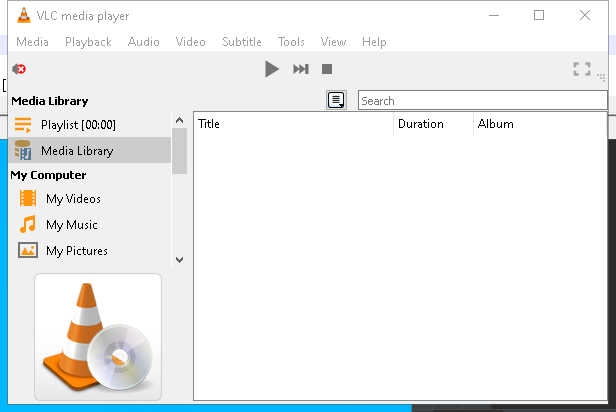 VLC media player
Media Playback Audio Video Subtitle Tools View Help
Media Library
Search
Playlist [00:00]
Title Duration Album
Media Library
My Computer
My Videos
My Music
My Pictures